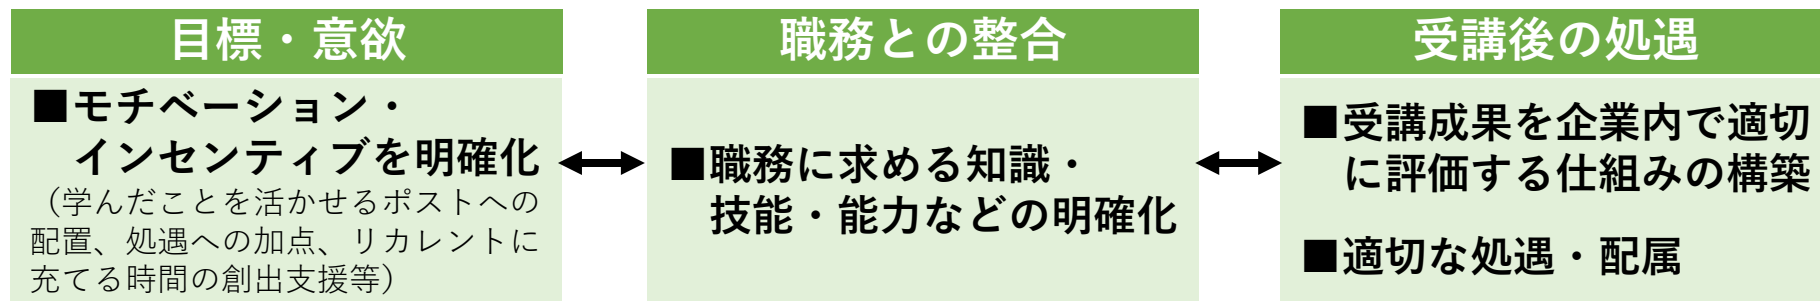 目標・意欲
■モチベーション・
インセンティブを明確化
（学んだことを活かせるポストへの
配置、処遇への加点、リカレントに
充てる時間の創出支援等）
職務との整合
■職務に求める知識・
技能・能力などの明確化
受講後の処遇
■受講成果を企業内で適切
に評価する仕組みの構築
■適切な処遇・配属